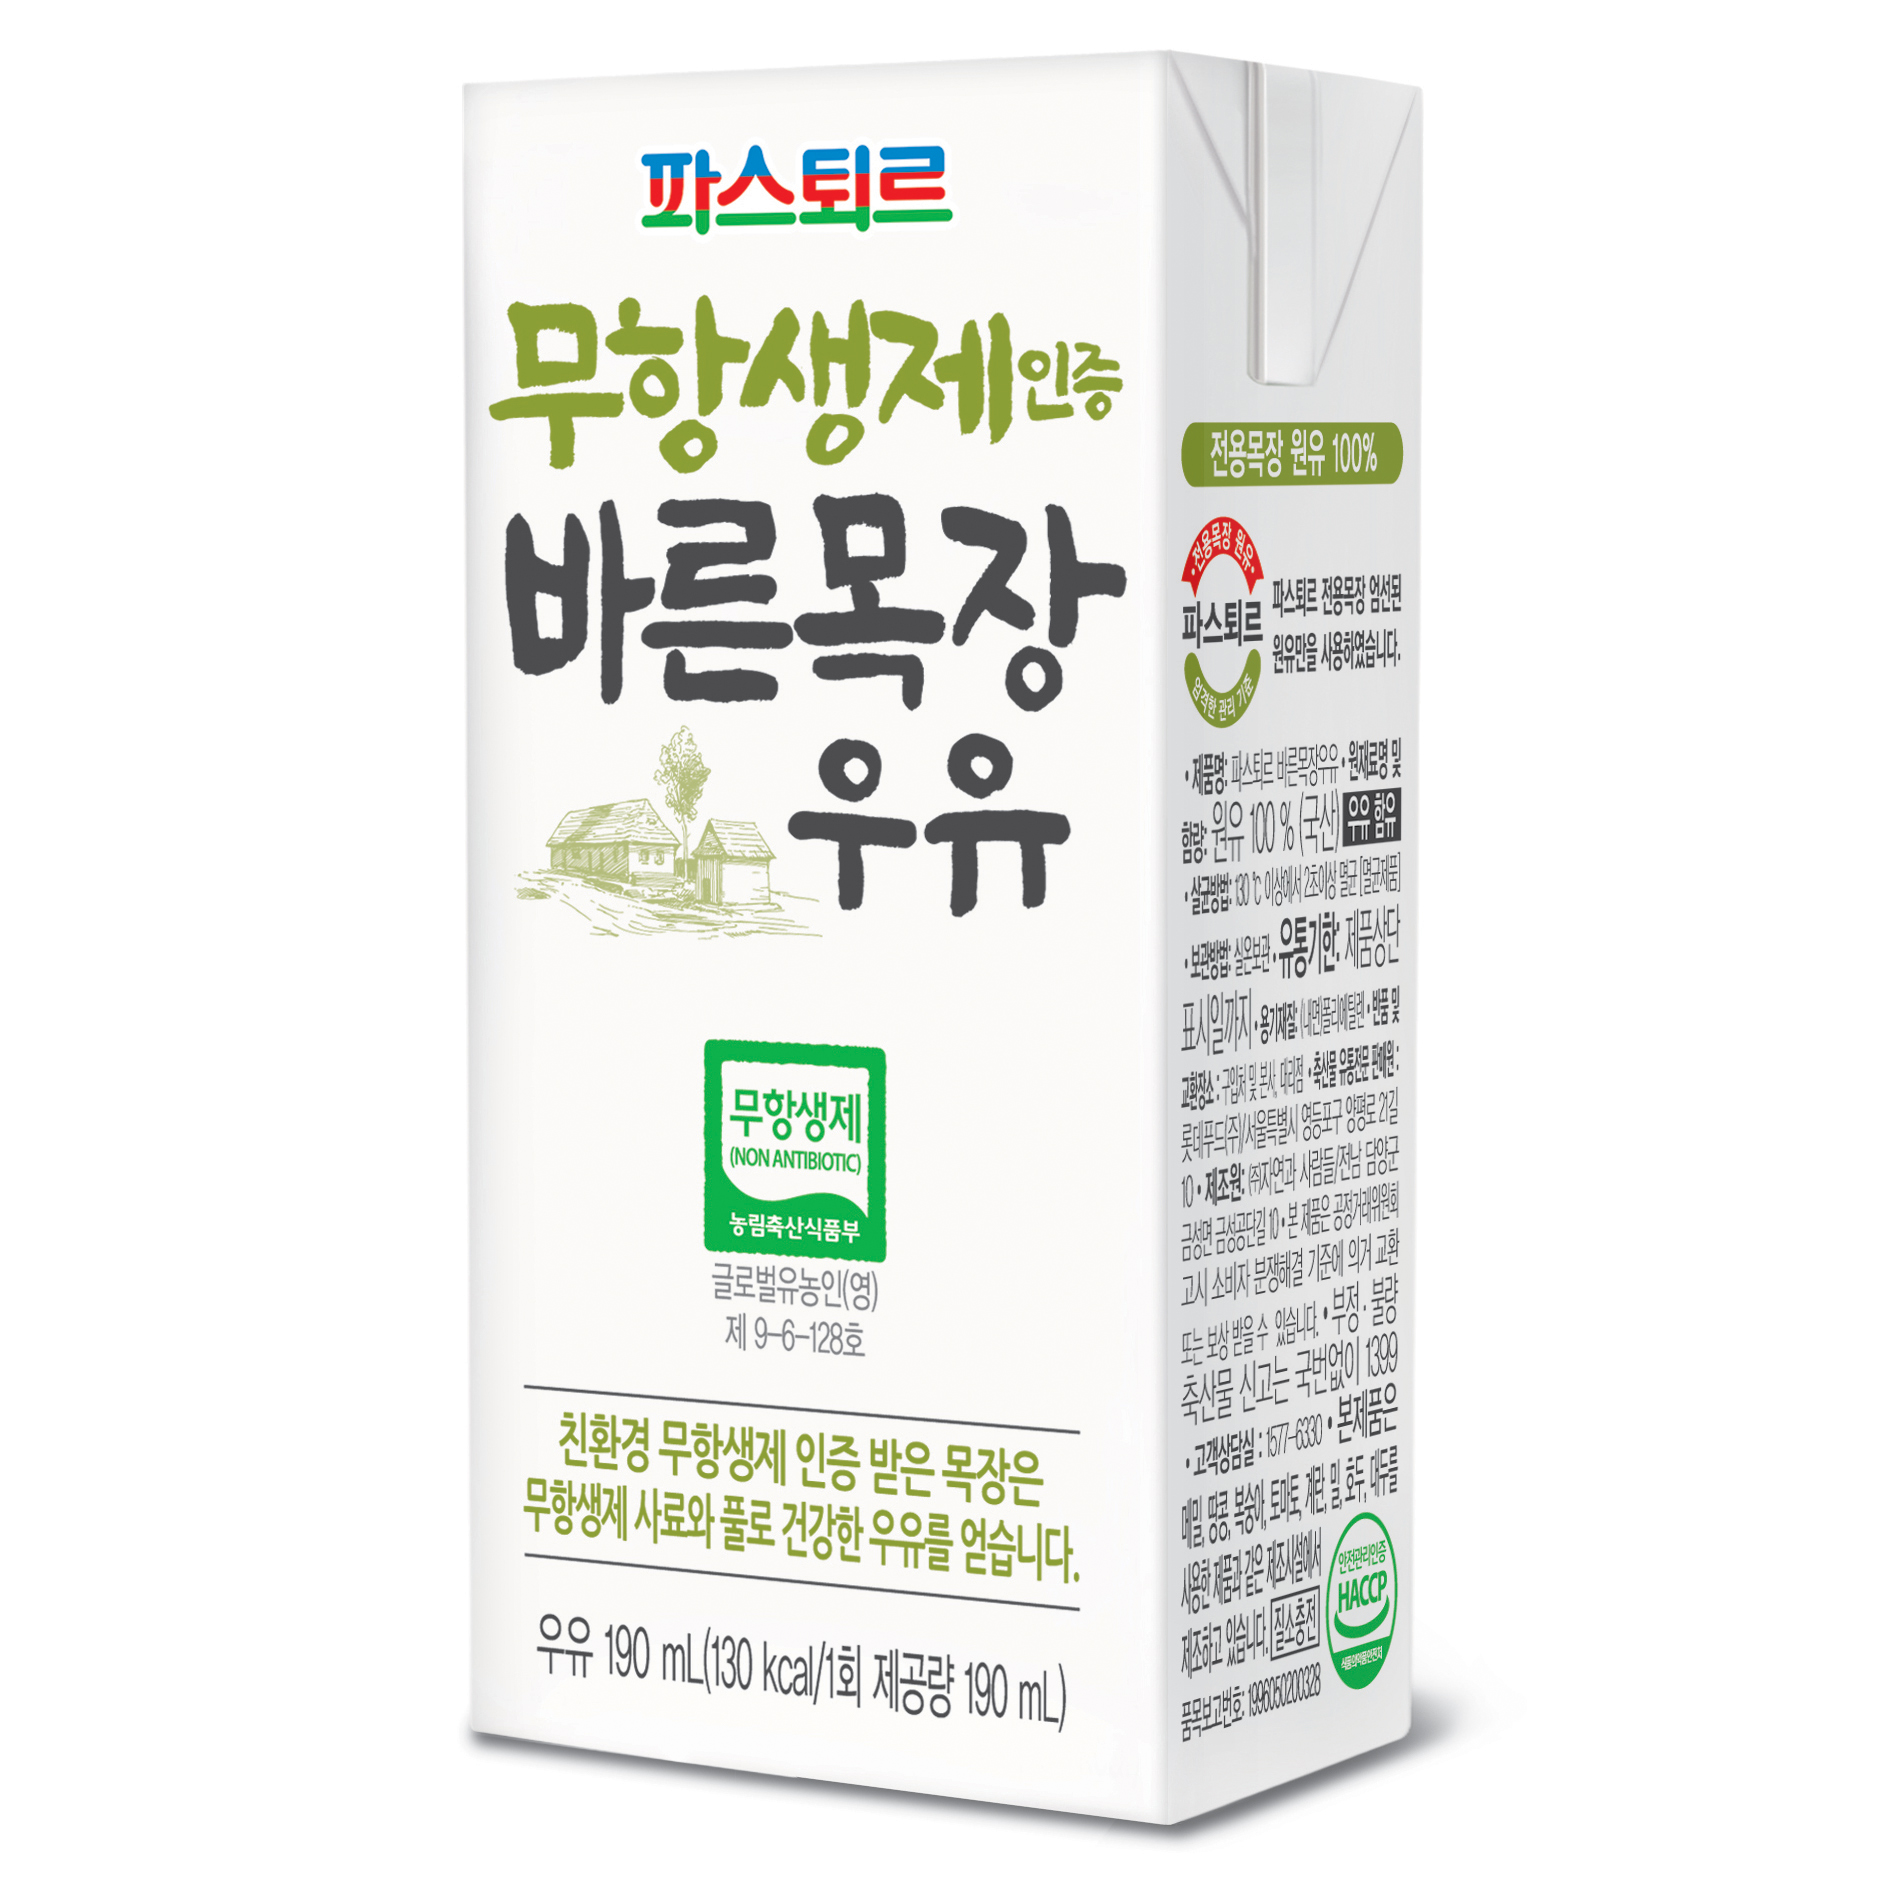 파스퇴르
무항생제인증
바른목장
우유
무항생제
(NON ANTIBIOTIC)
농림축산식품부
글로벌유농인(영)
제 9-6-128호
친환경 무항생제 인증 받은 목장은
무항생제 사료와 풀로 건강한 우유를 얻습니다.
우유 190 mL(130 kcal/1회 제공량 190 mL)
전용목장 원유 100%
•전용목장 원유•
파스퇴르
엄격한 관리 기준
파스퇴르 전용목장 엄선된
원유만을 사용하였습니다.
•제품명: 파스퇴르 바른목장우유 •원재료명 및
함량: 원유 100 % (국산) 우유 함유
•살균방법: 130 ℃ 이상에서 2초이상 멸균 [멸균제품]
•보관방법: 실온보관 •유통기한: 제품상단
표시일까지 •용기재질: (내면)폴리에틸렌 •반품 및
교환장소 : 구입처 및 본사, 대리점 •축산물 유통전문 판매원 :
롯데푸드(주)/서울특별시 영등포구 양평로 21길
10 •제조원: ㈜자연과 사람들/전남 담양군
금성면 금성공단길 10 •본 제품은 공정거래위원회
고시 소비자 분쟁해결 기준에 의거 교환
또는 보상 받을 수 있습니다. •부정·불량
축산물 신고는 국번없이 1399
•고객상담실 : 1577-6330 •본제품은
메밀, 땅콩, 복숭아, 토마토, 계란, 밀, 호두, 대두를
사용한 제품과 같은 제조시설에서
제조하고 있습니다. 질소충전
품목보고번호: 1996050200328
안전관리인증
HACCP
식품의약품안전처